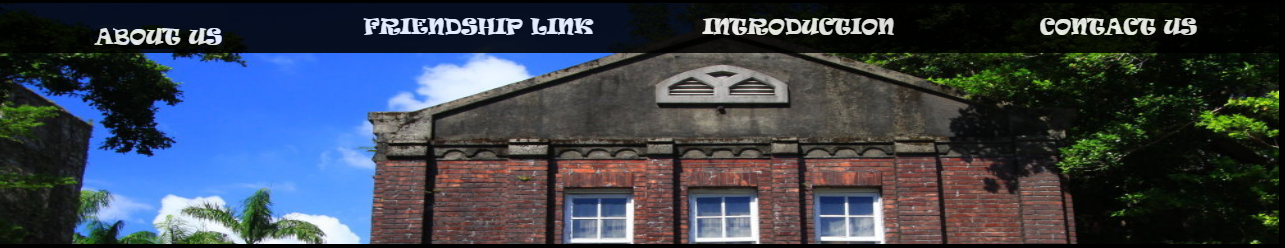 ABOUT US
FRIENDSHIP LINK
INTRODUCTION
CONTACT US